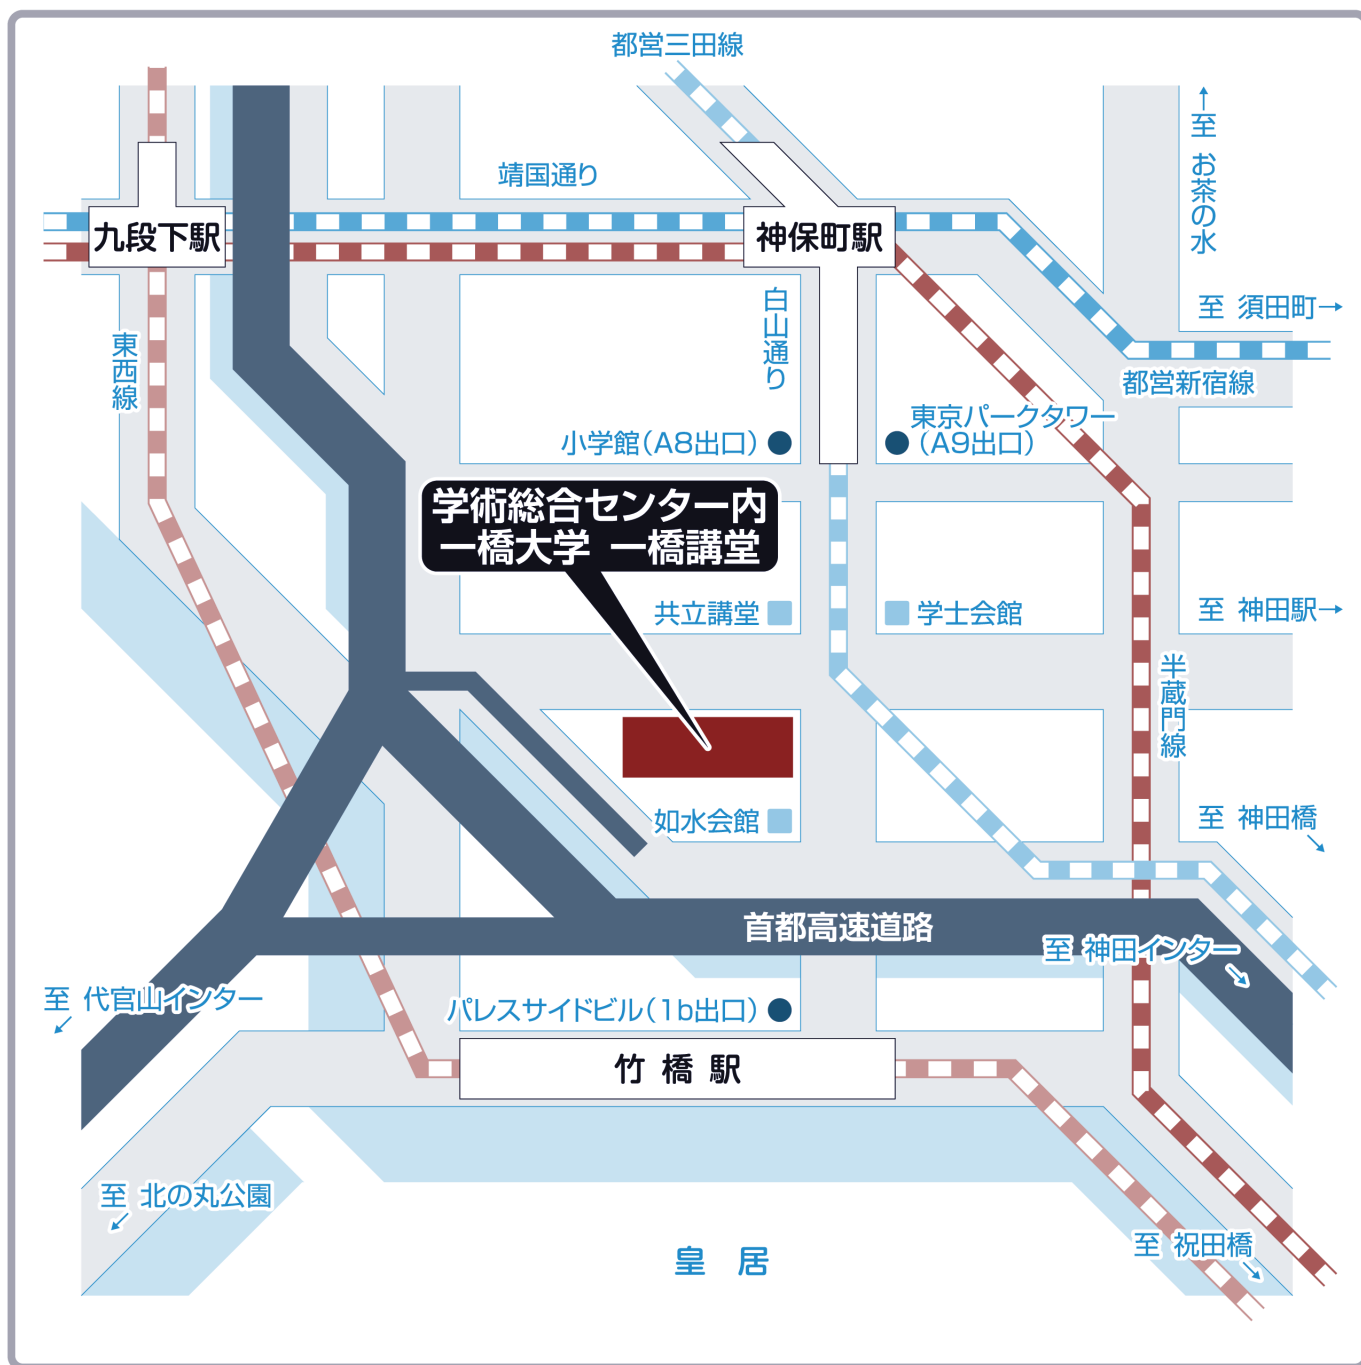 都営三田線
←至 お茶の水
靖国通り
九段下駅
神保町駅
白山通り
至 須田町→
東西線
都営新宿線
東京パークタワー
(A9出口)
小学館(A8出口)
学術総合センター内
一橋大学 一橋講堂
共立講堂
学士会館
至 神田駅→
半蔵門線
如水会館
至 神田橋
首都高速道路
至 神田インター
至 代官山インター
パレスサイドビル(1b出口)
竹橋駅
至 北の丸公園
至 祝田橋
皇居